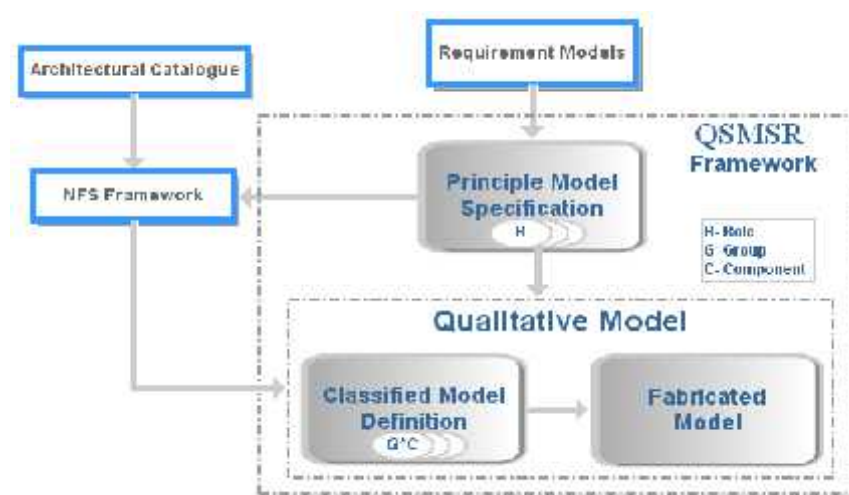 Architectural Catalogue
Requirement Models
QSMSR
Framework
NFS Framework
Principle Model
Specification
R
R- Role
G- Group
C- Component
Qualitative Model
Classified Model
Definition
G*C
Fabricated
Model